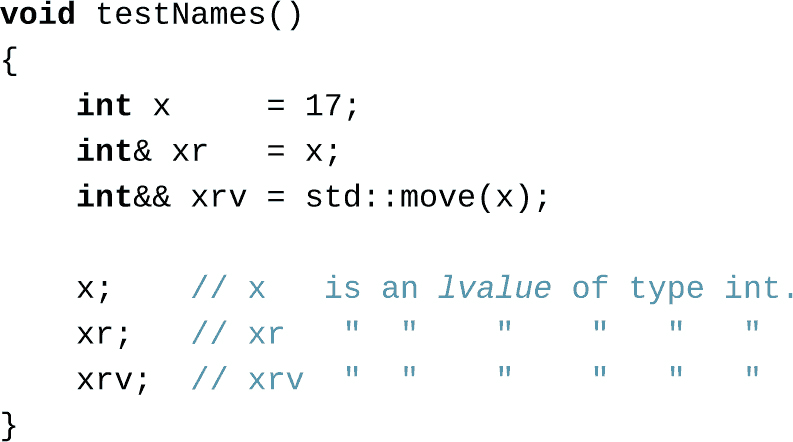 void testNames()
{
    int x     = 17;
    int& xr   = x;
    int&& xrv = std::move(x);

    x;    // x   is an lvalue of type int.
    xr;   // xr   "  "    "    "   "   "
    xrv;  // xrv  "  "    "    "   "   "
}